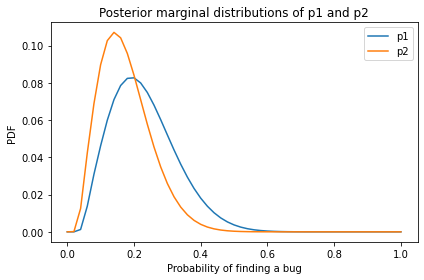 Posterior marginal distributions of p1 and p2
p1
p2
PDF
0.10
0.08
0.06
0.04
0.02
0.00
0.0 0.2 0.4 0.6 0.8 1.0
Probability of finding a bug